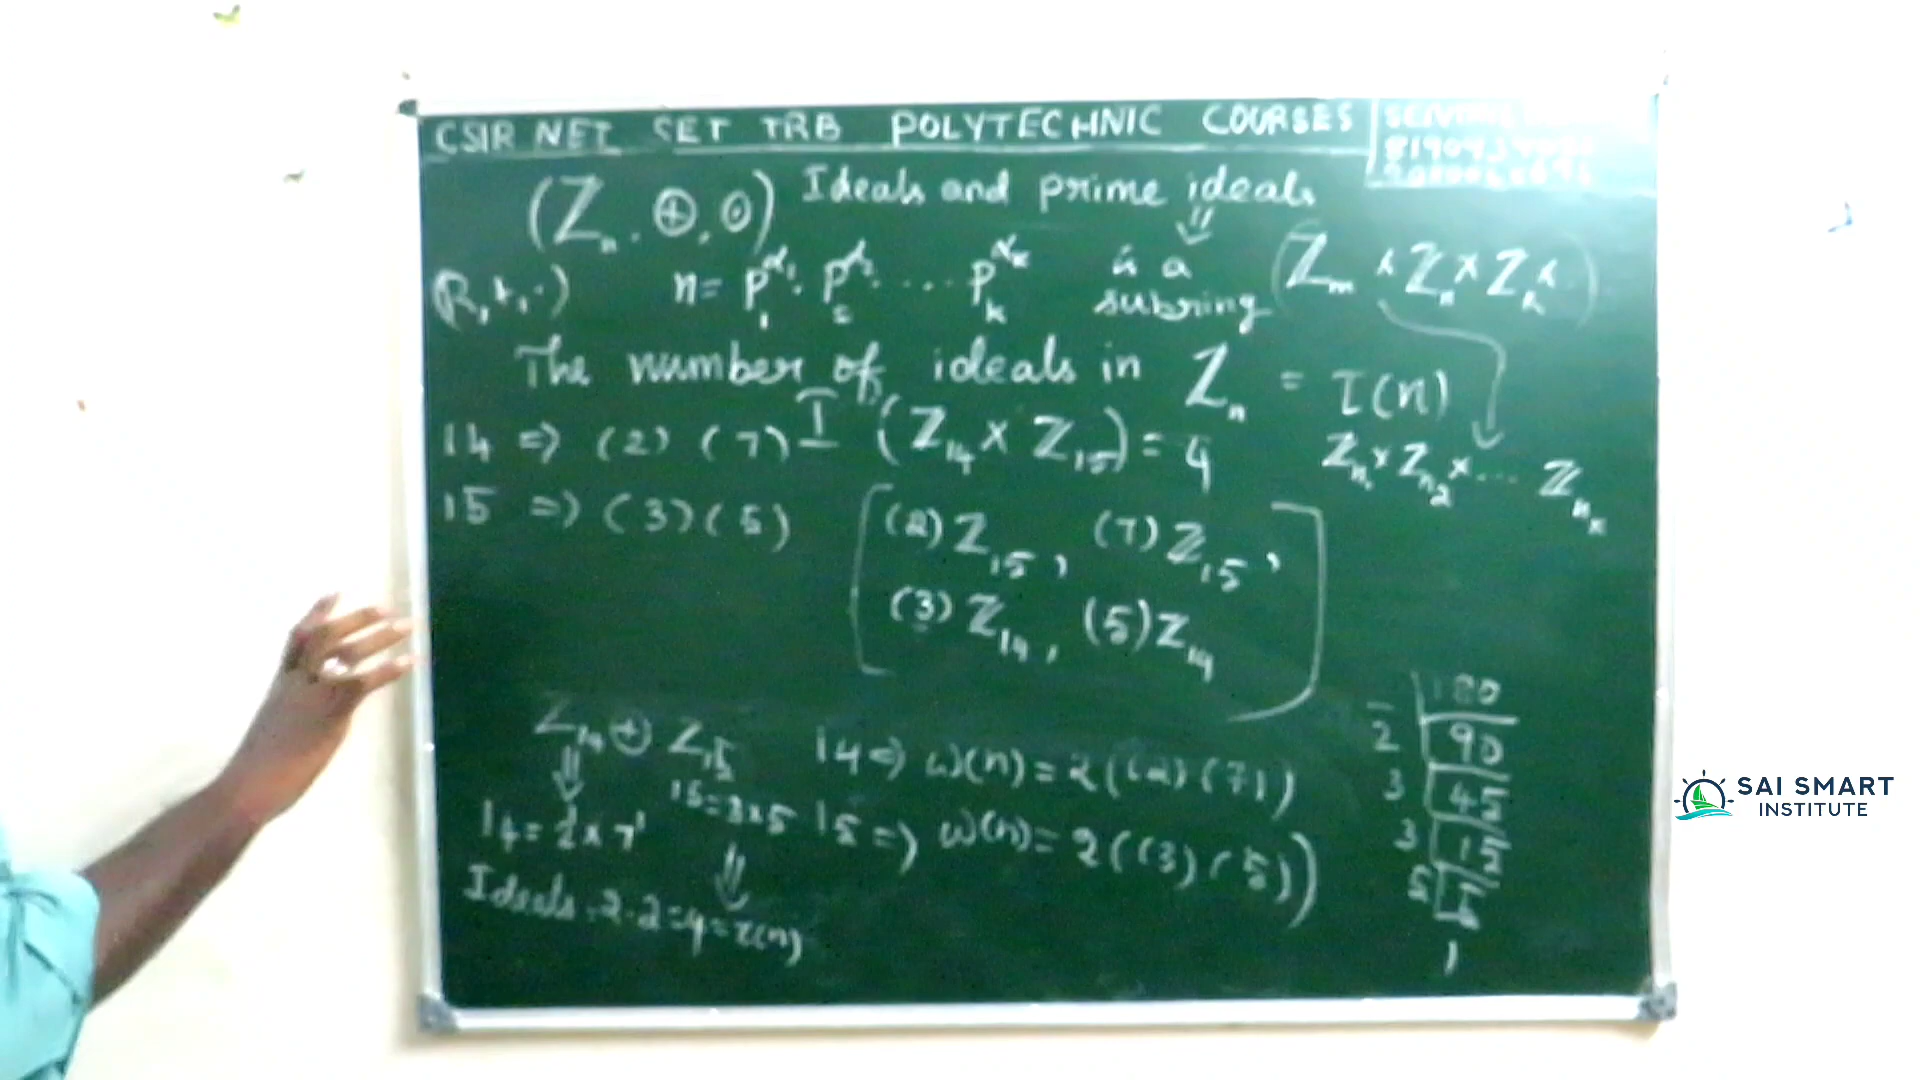 CSIR NET SET TRB POLYTECHNIC COURSES
(Zₙ, ⊕, ⊙) Ideals and prime ideals
⇓
(R, +, ·) n = p₁^α₁ · p₂^α₂ .... pₖ^αₖ is a subring (Zₘ × Zₙ × Zₖ)
The number of ideals in Zₙ = τ(n)
14 ⇒ (2) (7) I (Z₁₄ × Z₁₅) = 4
Zₙ₁ × Zₙ₂ × ... Zₙₖ
15 ⇒ (3) (5)
[(2) Z₁₅, (7) Z₁₅,
(3) Z₁₄, (5) Z₁₄]
Z₁₄ ⊕ Z₁₅
⇓
14 = 2¹ × 7¹
15 = 3×5
⇓
Ideals = 2·2 = 4 = τ(n)
14 ⇒ ω(n) = 2 ((2) (7))
15 ⇒ ω(n) = 2 ((3) (5))
180
2 90
3 45
3 15
5
1
SAI SMART
INSTITUTE